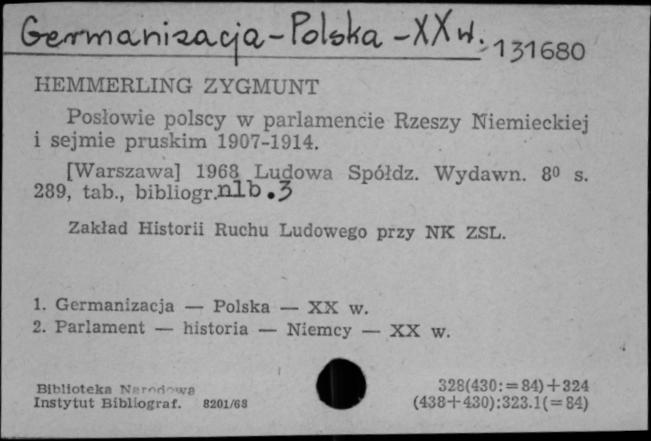 Germanizacja - Polska - XX w.
131680
HEMMERLING ZYGMUNT
Posłowie polscy w parlamencie Rzeszy Niemieckiej
i sejmie pruskim 1907-1914.
[Warszawa] 1968 Ludowa Spółdz. Wydawn. 8⁰ s.
289, tab., bibliogr. nlb. 3
Zakład Historii Ruchu Ludowego przy NK ZSL.
1. Germanizacja — Polska — XX w.
2. Parlament — historia — Niemcy — XX w.
Biblioteka Narodowa
Instytut Bibliograf. 8201/68
328(430:=84)+324
(438+430):323.1(=84)